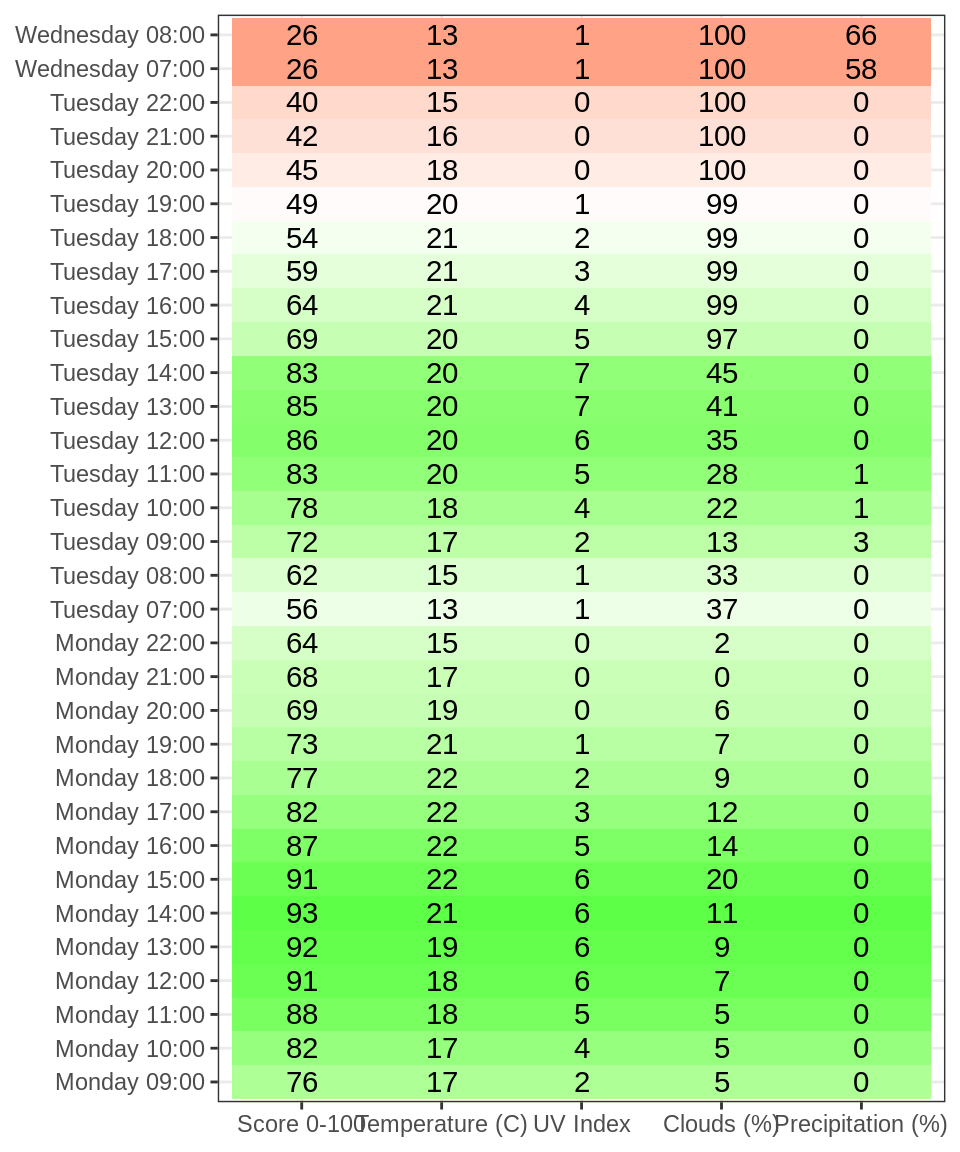 Wednesday 08:00 26 13 1 100 66
Wednesday 07:00 26 13 1 100 58
Tuesday 22:00 40 15 0 100 0
Tuesday 21:00 42 16 0 100 0
Tuesday 20:00 45 18 0 100 0
Tuesday 19:00 49 20 1 99 0
Tuesday 18:00 54 21 2 99 0
Tuesday 17:00 59 21 3 99 0
Tuesday 16:00 64 21 4 99 0
Tuesday 15:00 69 20 5 97 0
Tuesday 14:00 83 20 7 45 0
Tuesday 13:00 85 20 7 41 0
Tuesday 12:00 86 20 6 35 0
Tuesday 11:00 83 20 5 28 1
Tuesday 10:00 78 18 4 22 1
Tuesday 09:00 72 17 2 13 3
Tuesday 08:00 62 15 1 33 0
Tuesday 07:00 56 13 1 37 0
Monday 22:00 64 15 0 2 0
Monday 21:00 68 17 0 0 0
Monday 20:00 69 19 0 6 0
Monday 19:00 73 21 1 7 0
Monday 18:00 77 22 2 9 0
Monday 17:00 82 22 3 12 0
Monday 16:00 87 22 5 14 0
Monday 15:00 91 22 6 20 0
Monday 14:00 93 21 6 11 0
Monday 13:00 92 19 6 9 0
Monday 12:00 91 18 6 7 0
Monday 11:00 88 18 5 5 0
Monday 10:00 82 17 4 5 0
Monday 09:00 76 17 2 5 0
Score 0-100 Temperature (C) UV Index Clouds (%) Precipitation (%)